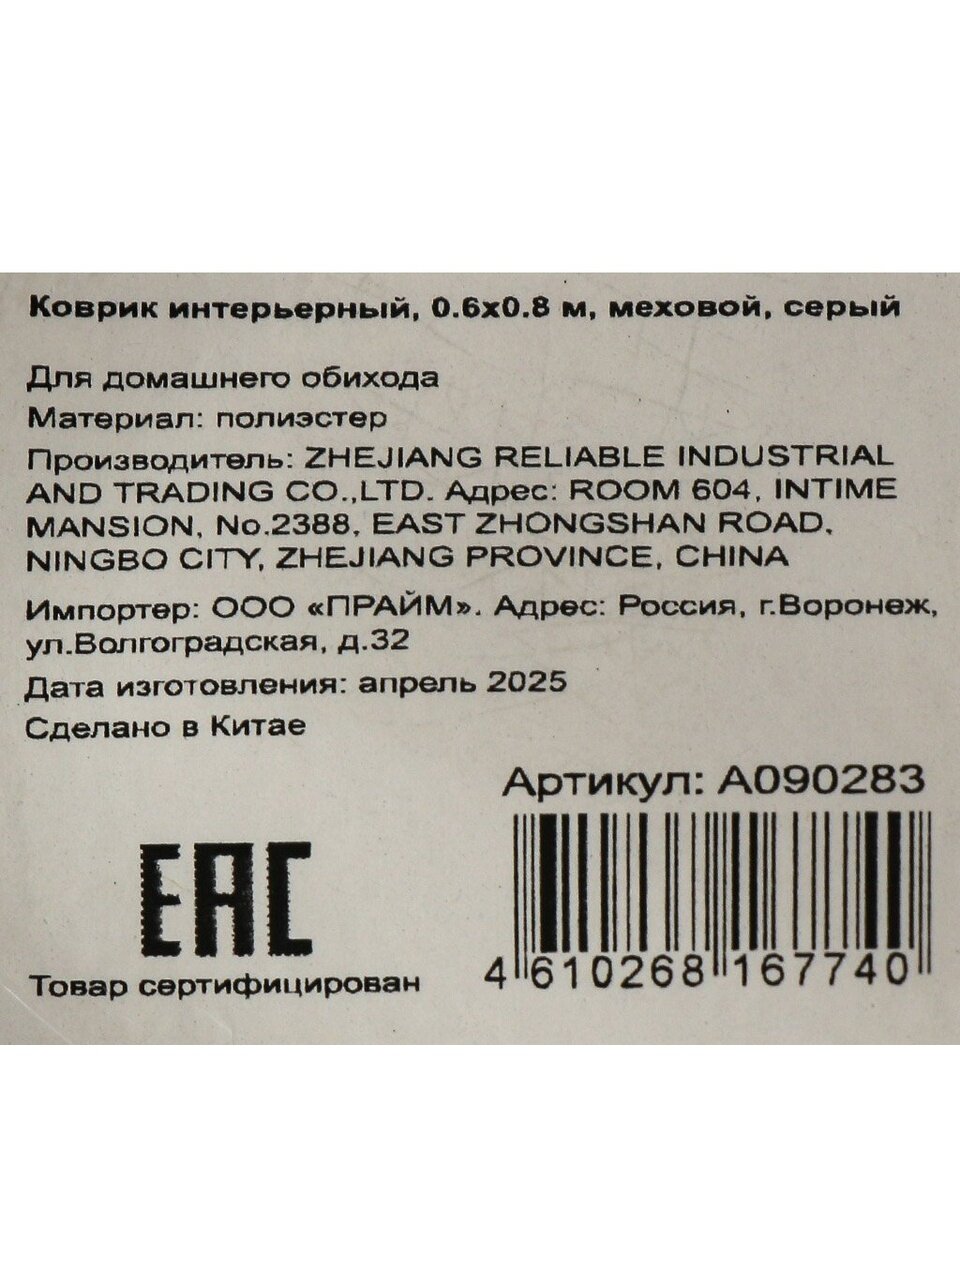 Коврик интерьерный, 0.6х0.8 м, меховой, серый
Для домашнего обихода
Материал: полиэстер
Производитель: ZHEJIANG RELIABLE INDUSTRIAL
AND TRADING CO.,LTD. Адрес: ROOM 604, INTIME
MANSION, No.2388, EAST ZHONGSHAN ROAD,
NINGBO CITY, ZHEJIANG PROVINCE, CHINA
Импортер: ООО «ПРАЙМ». Адрес: Россия, г.Воронеж,
ул.Волгоградская, д.32
Дата изготовления: апрель 2025
Сделано в Китае
Артикул: А090283
EAC
Товар сертифицирован
4 610268 167740